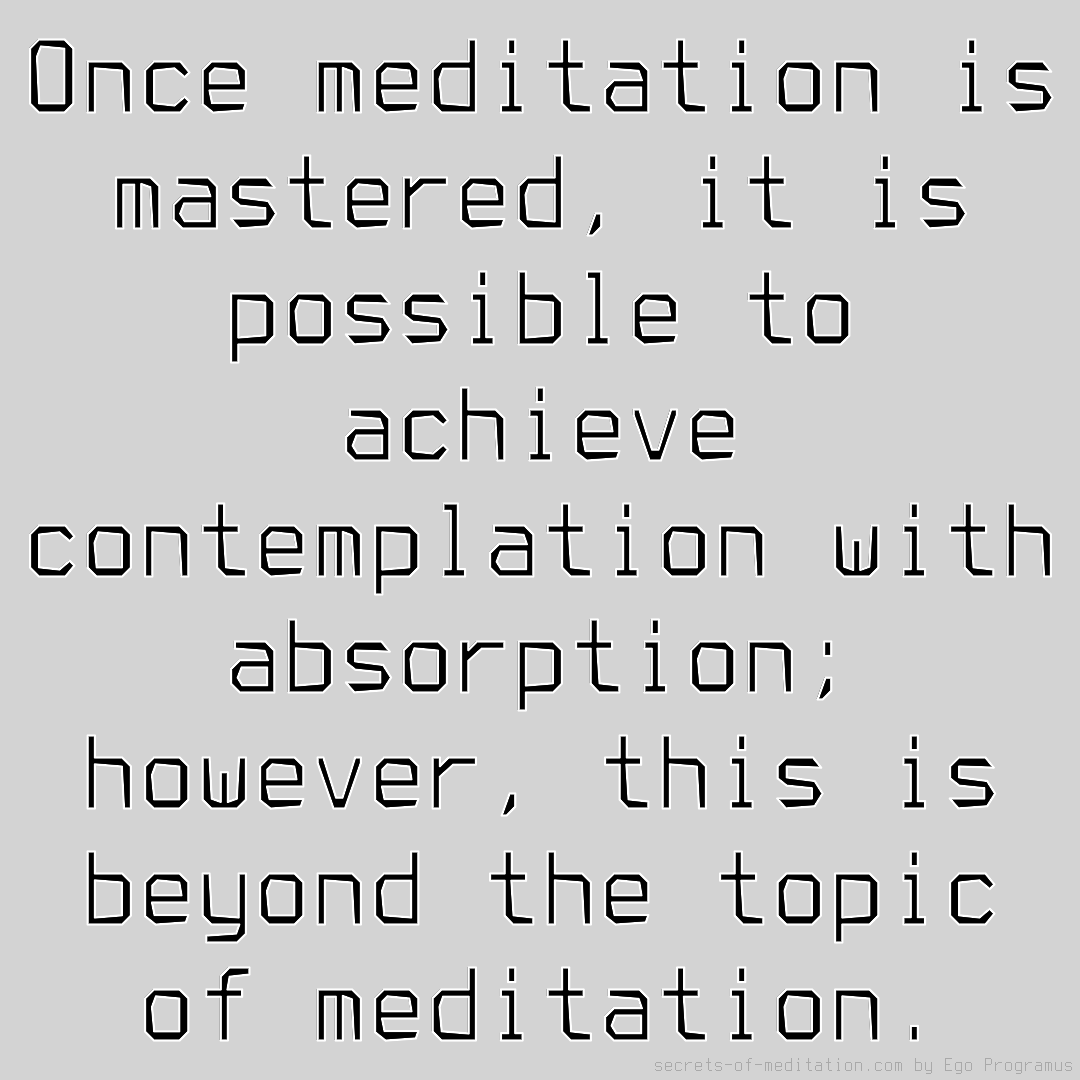 Once meditation is
mastered, it is
possible to
achieve
contemplation with
absorption;
however, this is
beyond the topic
of meditation.
secrets-of-meditation.com by Ego Programus